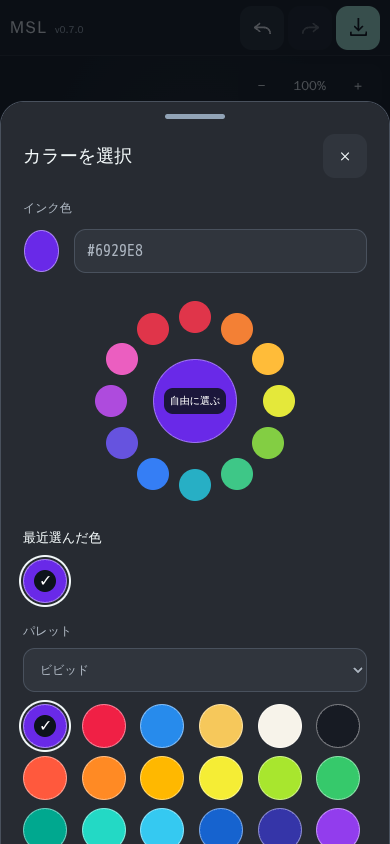 MSL v0.7.0
− 100% +
カラーを選択
×
インク色
#6929E8
自由に選ぶ
最近選んだ色
✓
パレット
ビビッド
✓